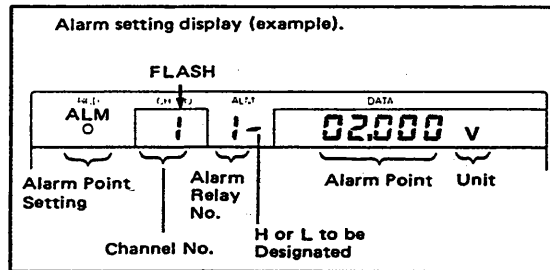 Alarm setting display (example).
FLASH
ALM DATA
ALM
1 1- 02.000 V
Alarm Point Setting
Alarm Relay No.
Alarm Point
Unit
Channel No.
H or L to be Designated